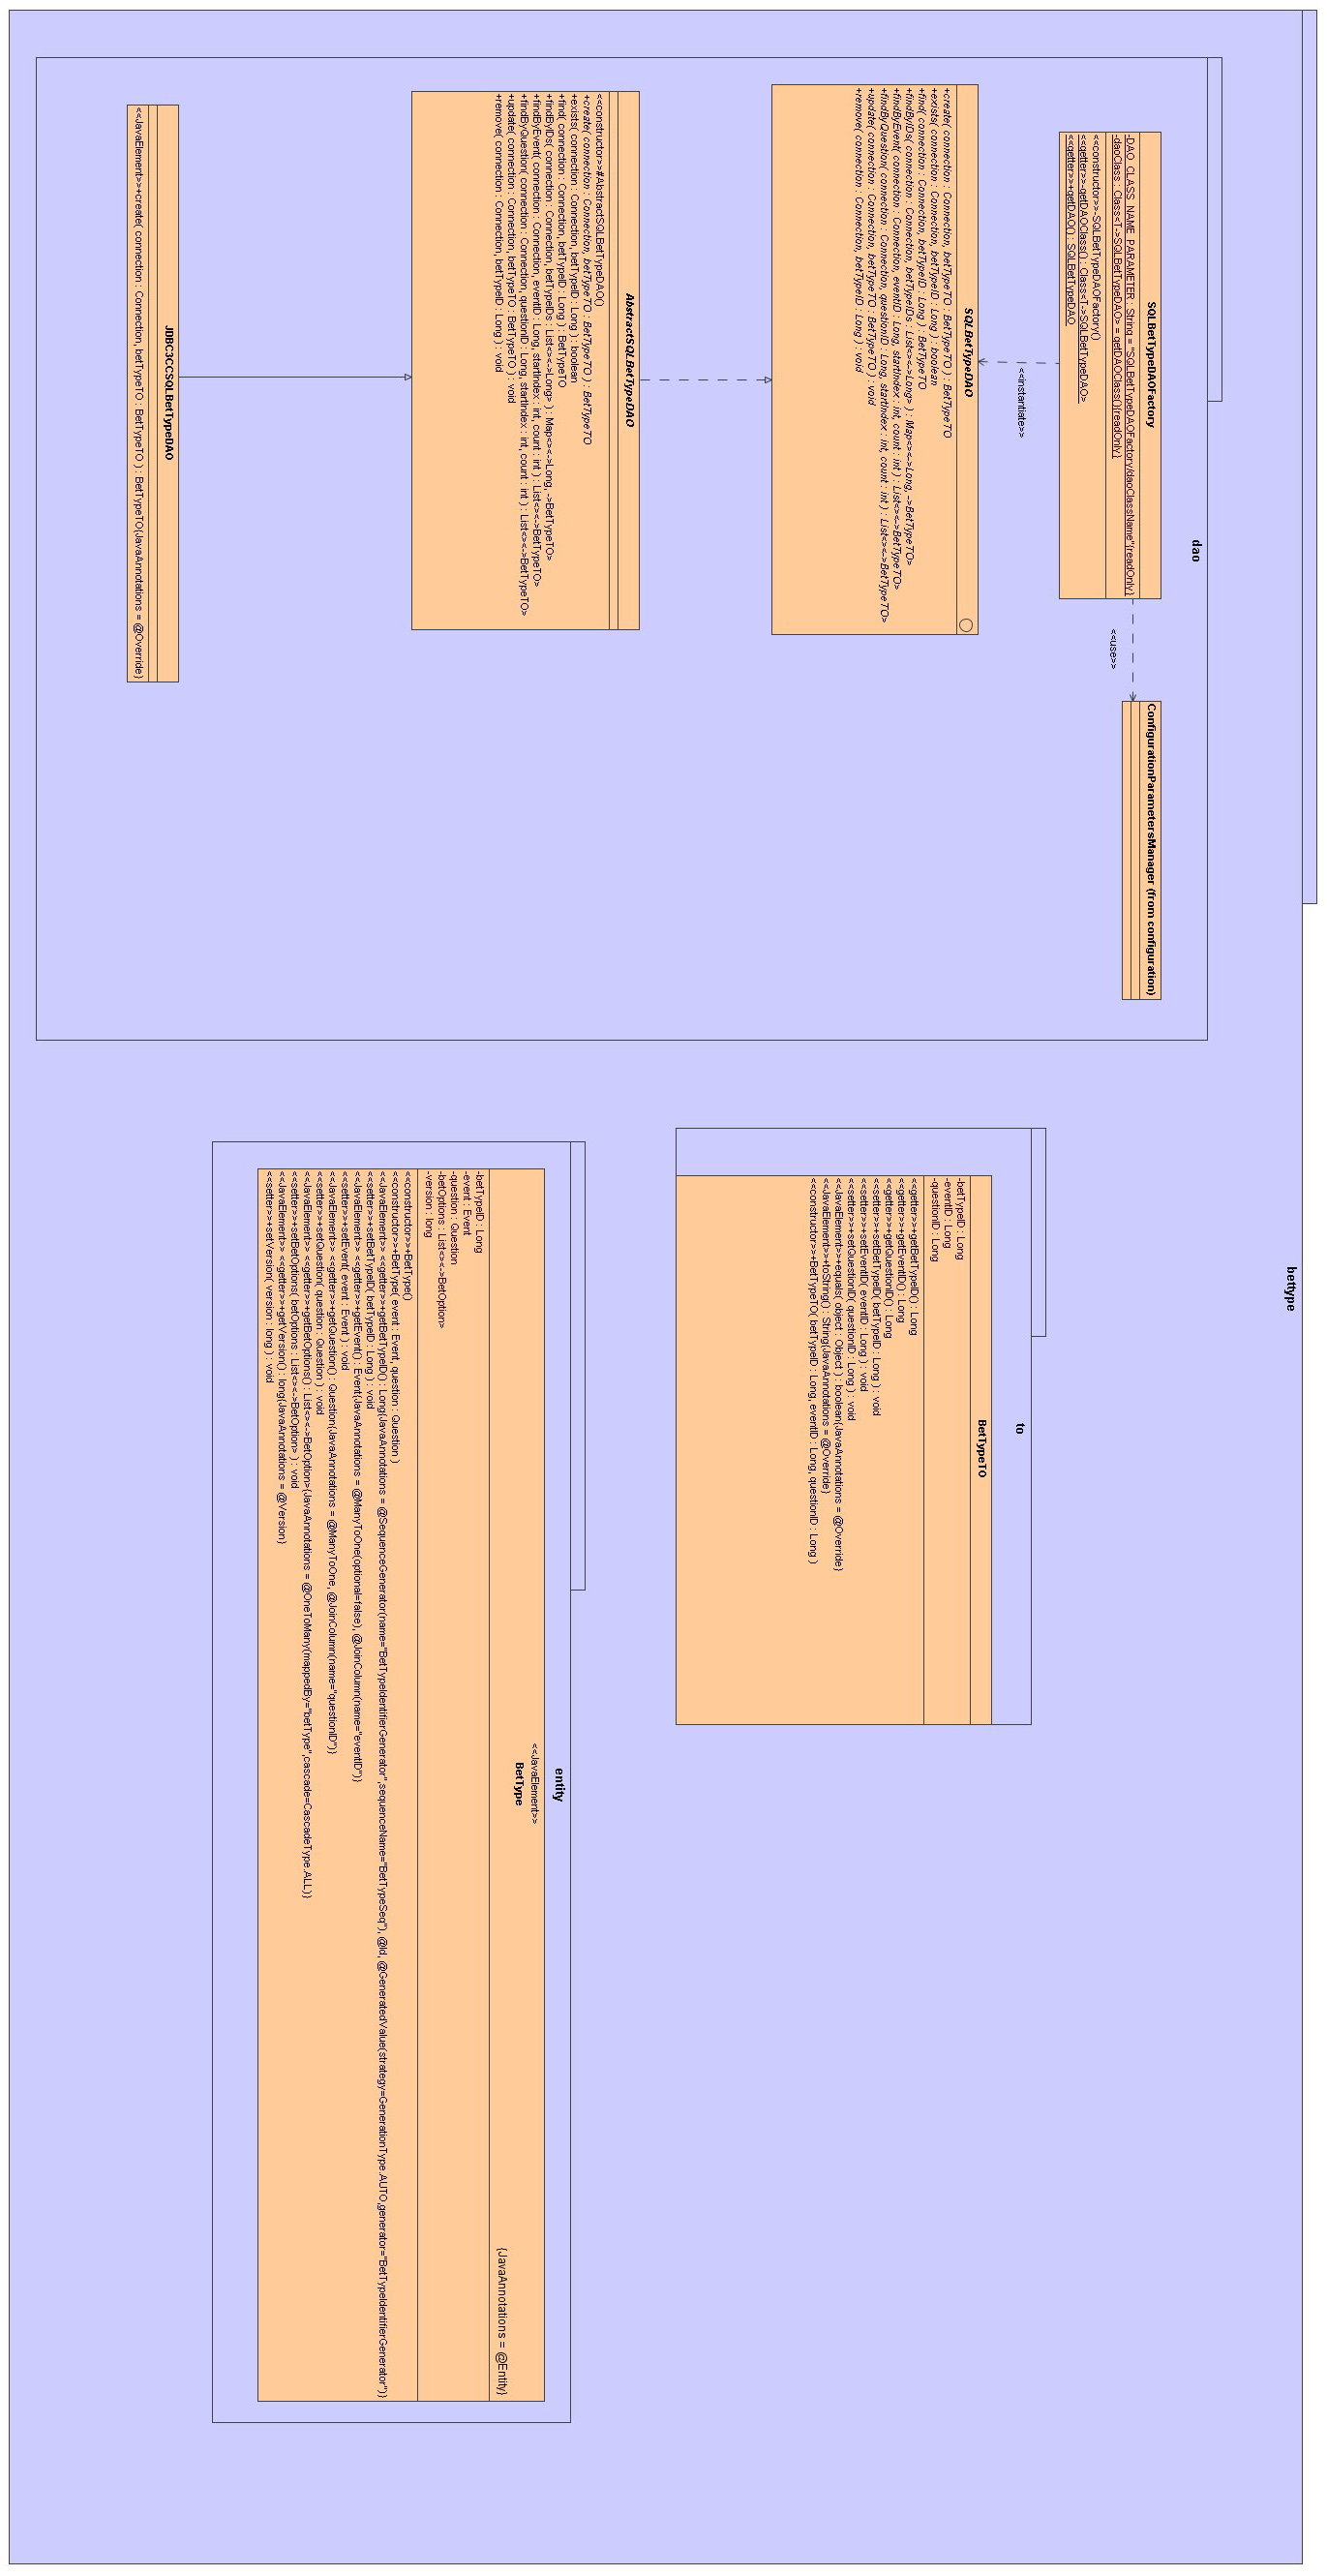 bettype
dao
SQLBetTypeDAOFactory
-DAO_CLASS_NAME_PARAMETER : String = "SQLBetTypeDAOFactory/daoClassName"{readOnly}
-daoClass : Class<T->SQLBetTypeDAO> = getDAOClass(){readOnly}
<<constructor>>-SQLBetTypeDAOFactory()
<<getter>>-getDAOClass() : Class<T->SQLBetTypeDAO>
<<getter>>+getDAO() : SQLBetTypeDAO
<<use>>
ConfigurationParametersManager (from configuration)
<<instantiate>>
SQLBetTypeDAO
+create( connection : Connection, betTypeTO : BetTypeTO ) : BetTypeTO
+exists( connection : Connection, betTypeID : Long ) : boolean
+find( connection : Connection, betTypeID : Long ) : BetTypeTO
+findByIDs( connection : Connection, betTypeIDs : List<><->Long> ) : Map<><->Long, ->BetTypeTO>
+findByEvent( connection : Connection, eventID : Long, startIndex : int, count : int ) : List<><->BetTypeTO>
+findByQuestion( connection : Connection, questionID : Long, startIndex : int, count : int ) : List<><->BetTypeTO>
+update( connection : Connection, betTypeTO : BetTypeTO ) : void
+remove( connection : Connection, betTypeID : Long ) : void
AbstractSQLBetTypeDAO
<<constructor>>#AbstractSQLBetTypeDAO()
+create( connection : Connection, betTypeTO : BetTypeTO ) : BetTypeTO
+exists( connection : Connection, betTypeID : Long ) : boolean
+find( connection : Connection, betTypeID : Long ) : BetTypeTO
+findByIDs( connection : Connection, betTypeIDs : List<><->Long> ) : Map<><->Long, ->BetTypeTO>
+findByEvent( connection : Connection, eventID : Long, startIndex : int, count : int ) : List<><->BetTypeTO>
+findByQuestion( connection : Connection, questionID : Long, startIndex : int, count : int ) : List<><->BetTypeTO>
+update( connection : Connection, betTypeTO : BetTypeTO ) : void
+remove( connection : Connection, betTypeID : Long ) : void
JDBC3CCSQLBetTypeDAO
<<JavaElement>>+create( connection : Connection, betTypeTO : BetTypeTO ) : BetTypeTO{JavaAnnotations = @Override}
to
BetTypeTO
-betTypeID : Long
-eventID : Long
-questionID : Long
<<getter>>+getBetTypeID() : Long
<<getter>>+getEventID() : Long
<<getter>>+getQuestionID() : Long
<<setter>>+setBetTypeID( betTypeID : Long ) : void
<<setter>>+setEventID( eventID : Long ) : void
<<setter>>+setQuestionID( questionID : Long ) : void
<<JavaElement>>+equals( object : Object ) : boolean{JavaAnnotations = @Override}
<<JavaElement>>+toString() : String{JavaAnnotations = @Override}
<<constructor>>+BetTypeTO( betTypeID : Long, eventID : Long, questionID : Long )
entity
<<JavaElement>>
BetType
{JavaAnnotations = @Entity}
-betTypeID : Long
-event : Event
-question : Question
-betOptions : List<><->BetOption>
-version : long
<<constructor>>+BetType()
<<constructor>>+BetType( event : Event, question : Question )
<<JavaElement>> <<getter>>+getBetTypeID() : Long{JavaAnnotations = @SequenceGenerator(name="BetTypeIdentifierGenerator",sequenceName="BetTypeSeq"), @Id, @GeneratedValue(strategy=GenerationType.AUTO,generator="BetTypeIdentifierGenerator")}
<<setter>>+setBetTypeID( betTypeID : Long ) : void
<<JavaElement>> <<getter>>+getEvent() : Event{JavaAnnotations = @ManyToOne(optional=false), @JoinColumn(name="eventID")}
<<setter>>+setEvent( event : Event ) : void
<<JavaElement>> <<getter>>+getQuestion() : Question{JavaAnnotations = @ManyToOne, @JoinColumn(name="questionID")}
<<setter>>+setQuestion( question : Question ) : void
<<JavaElement>> <<getter>>+getBetOptions() : List<><->BetOption>{JavaAnnotations = @OneToMany(mappedBy="betType",cascade=CascadeType.ALL)}
<<setter>>+setBetOptions( betOptions : List<><->BetOption> ) : void
<<JavaElement>> <<getter>>+getVersion() : long{JavaAnnotations = @Version}
<<setter>>+setVersion( version : long ) : void